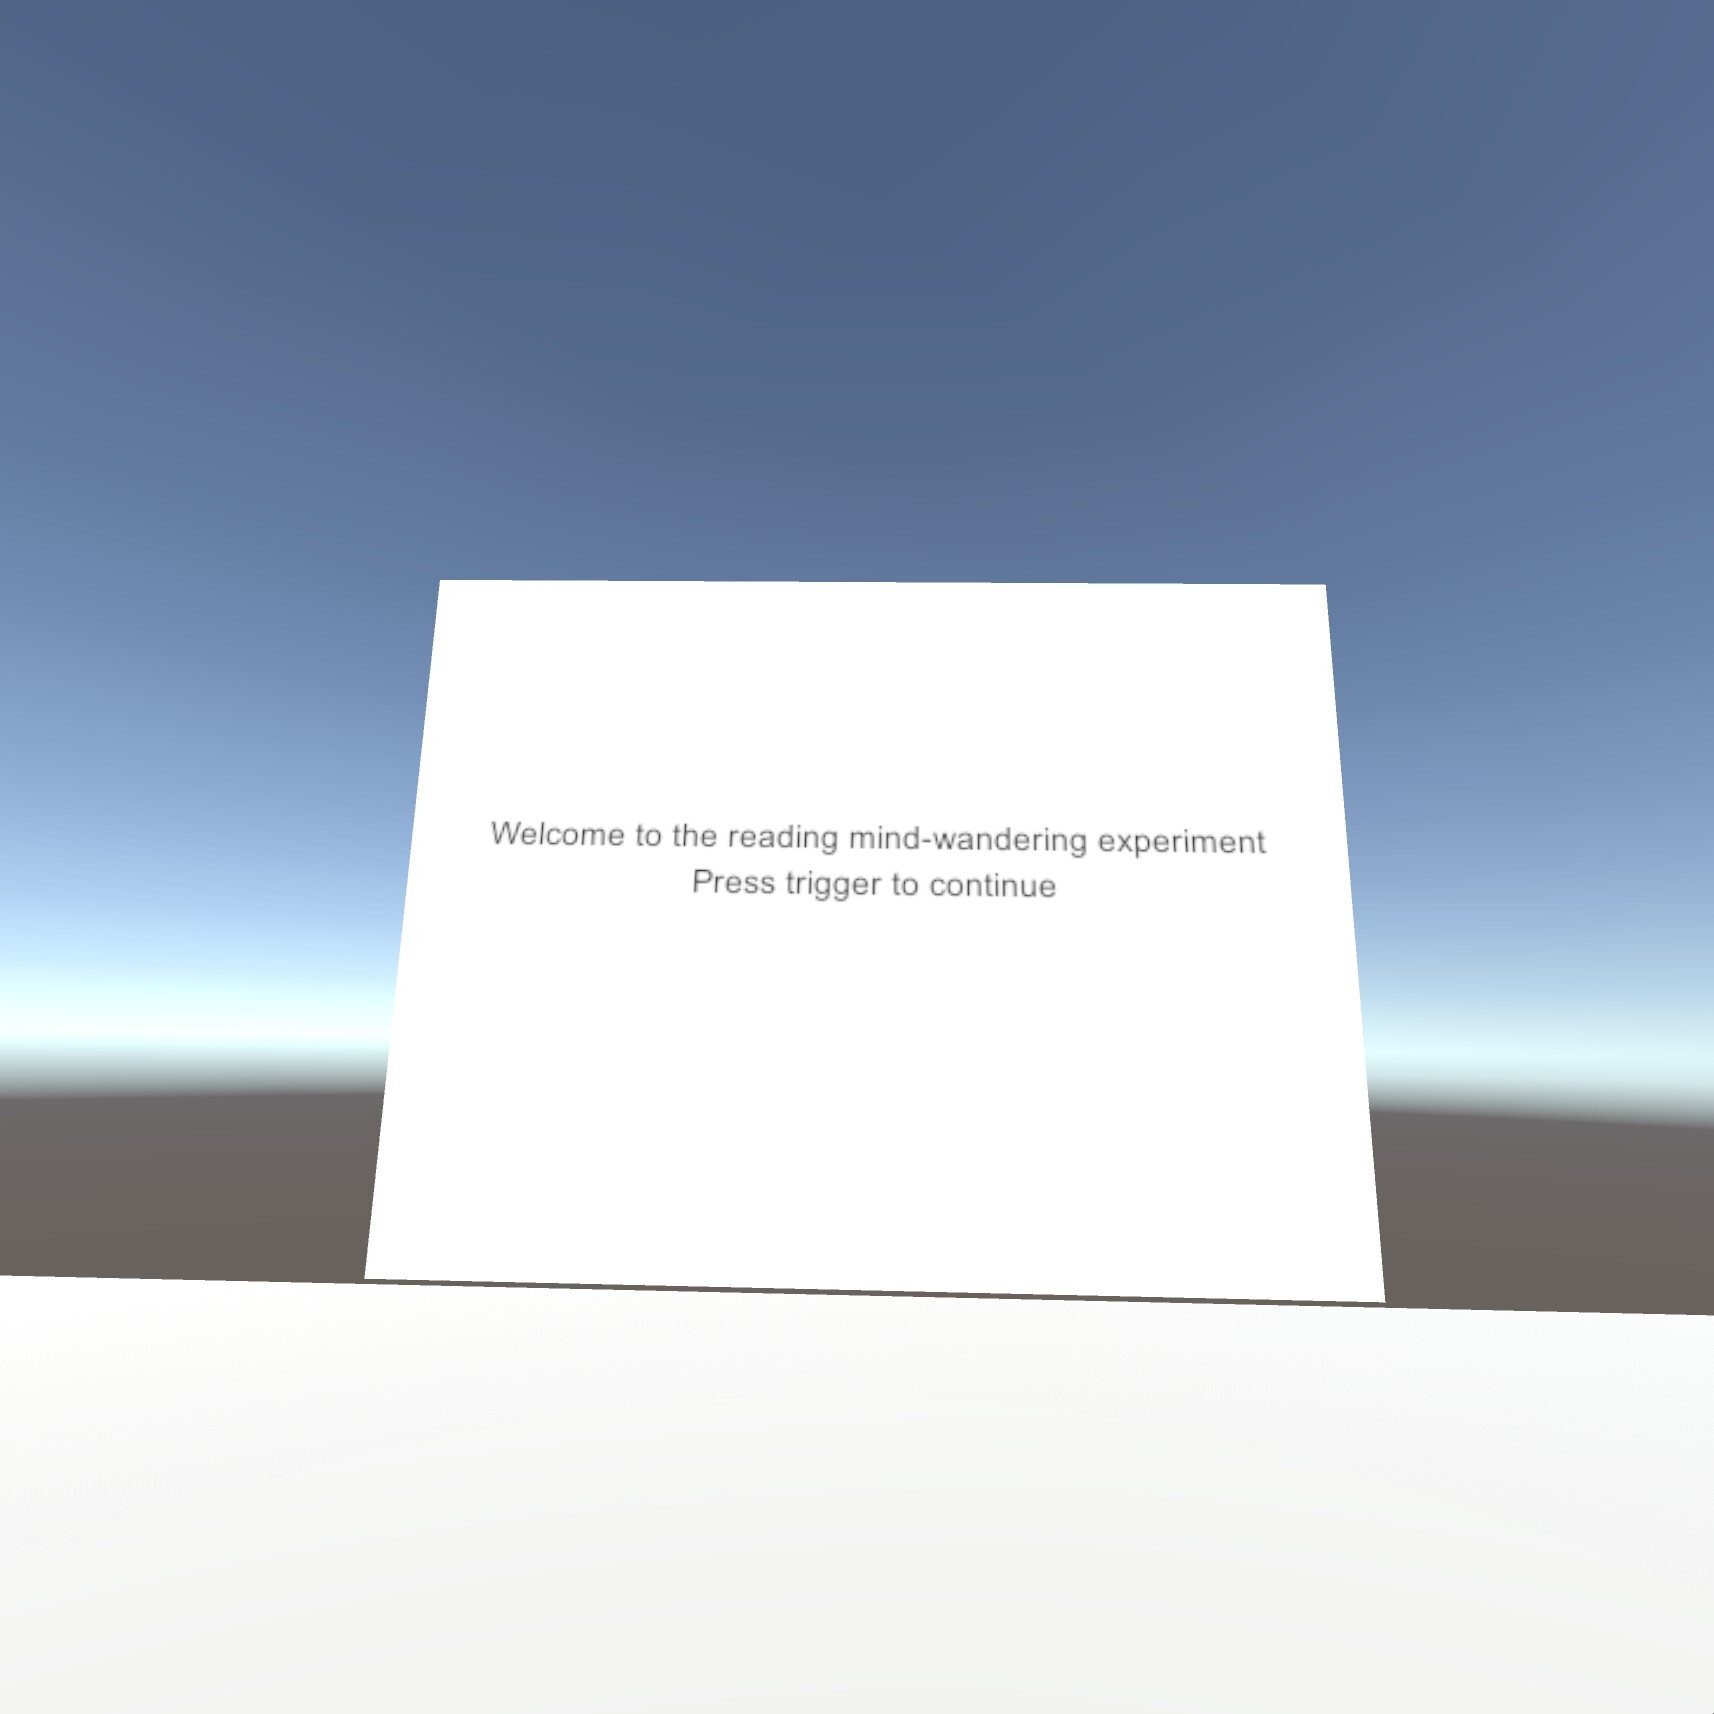 Welcome to the reading mind-wandering experiment
Press trigger to continue